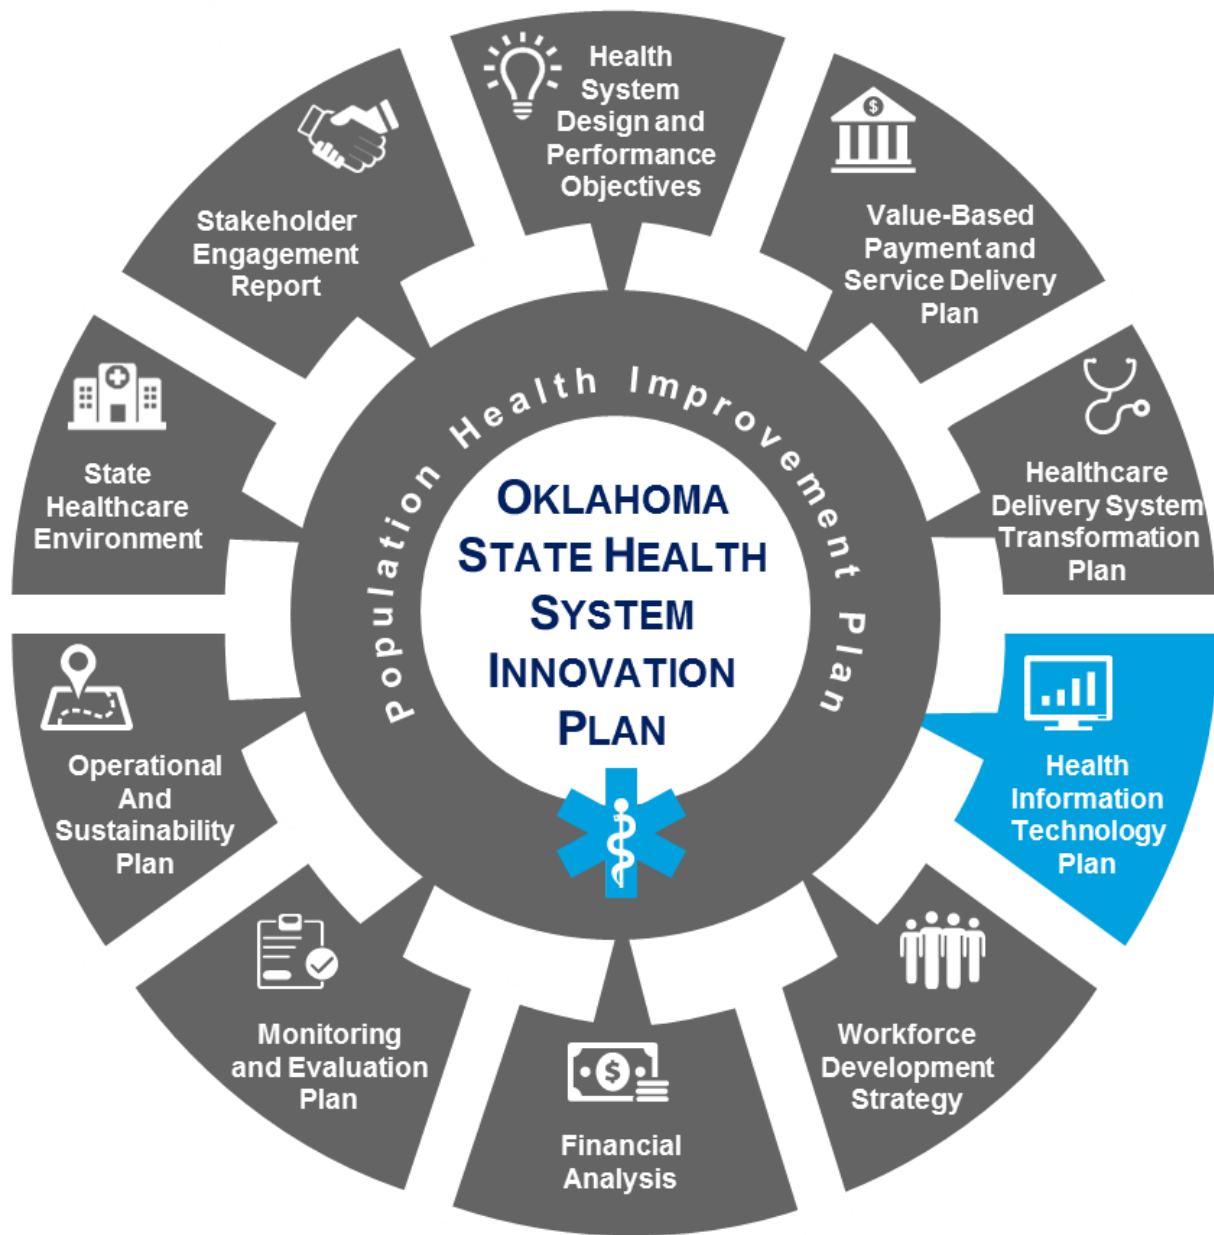 Health
System
Design and
Performance
Objectives
Value-Based
Payment and
Service Delivery
Plan
Healthcare
Delivery System
Transformation
Plan
Health
Information
Technology
Plan
Workforce
Development
Strategy
Financial
Analysis
Monitoring
and Evaluation
Plan
Operational
And
Sustainability
Plan
State
Healthcare
Environment
Stakeholder
Engagement
Report
Population Health Improvement Plan
OKLAHOMA
STATE HEALTH
SYSTEM
INNOVATION
PLAN
$
$